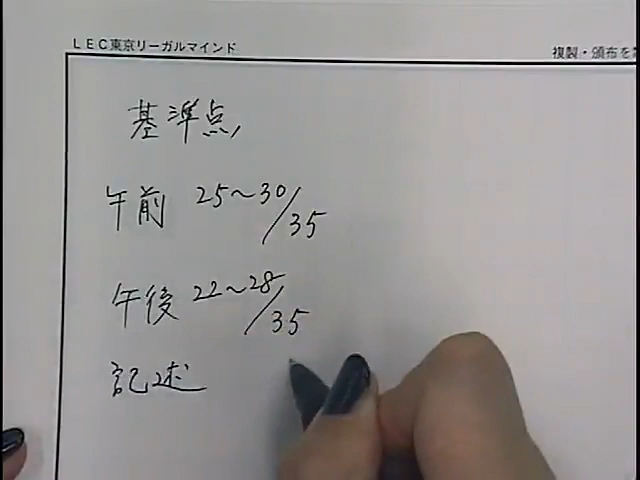 LEC東京リーガルマインド
複製・頒布を
基準点
午前 25～30/35
午後 22～28/35
記述